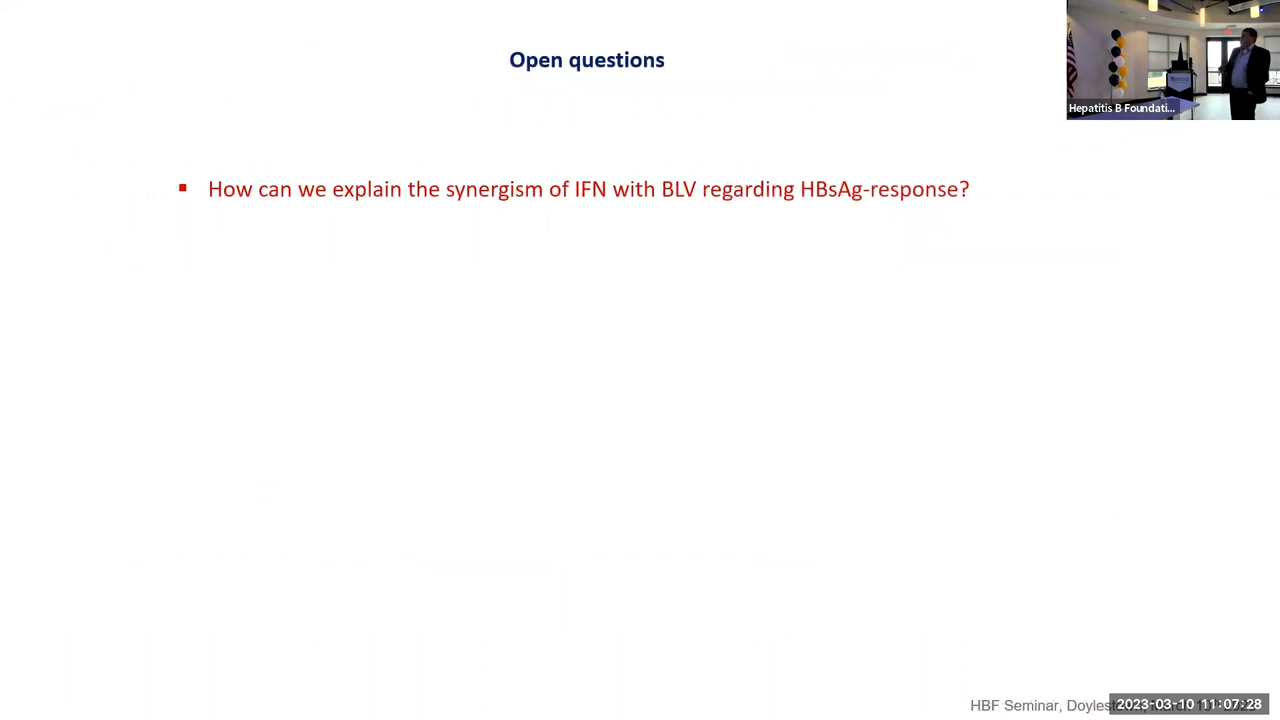 Open questions
Hepatitis B Foundati...
▪ How can we explain the synergism of IFN with BLV regarding HBsAg-response?
HBF Seminar,
2023-03-10 11:07:28